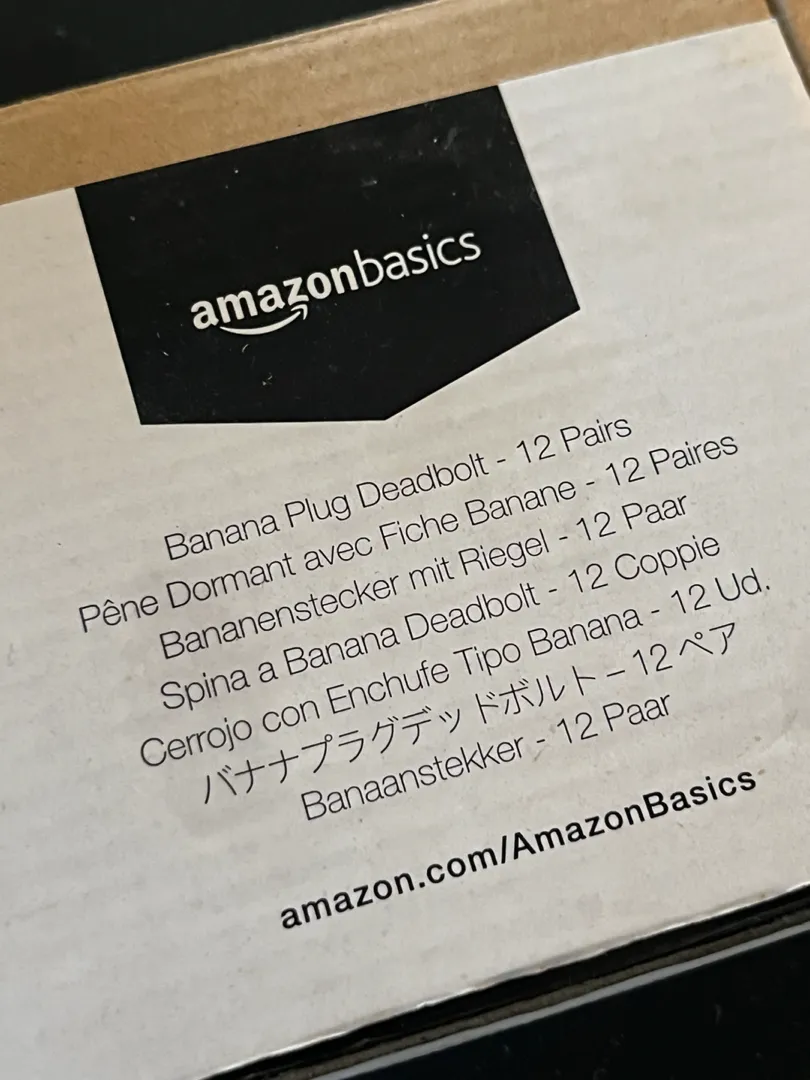 amazonbasics
Banana Plug Deadbolt - 12 Pairs
Pêne Dormant avec Fiche Banane - 12 Paires
Bananenstecker mit Riegel - 12 Paar
Spina a Banana Deadbolt - 12 Coppie
Cerrojo con Enchufe Tipo Banana - 12 Ud.
バナナプラグデッドボルト – 12 ペア
Banaanstekker - 12 Paar
amazon.com/AmazonBasics